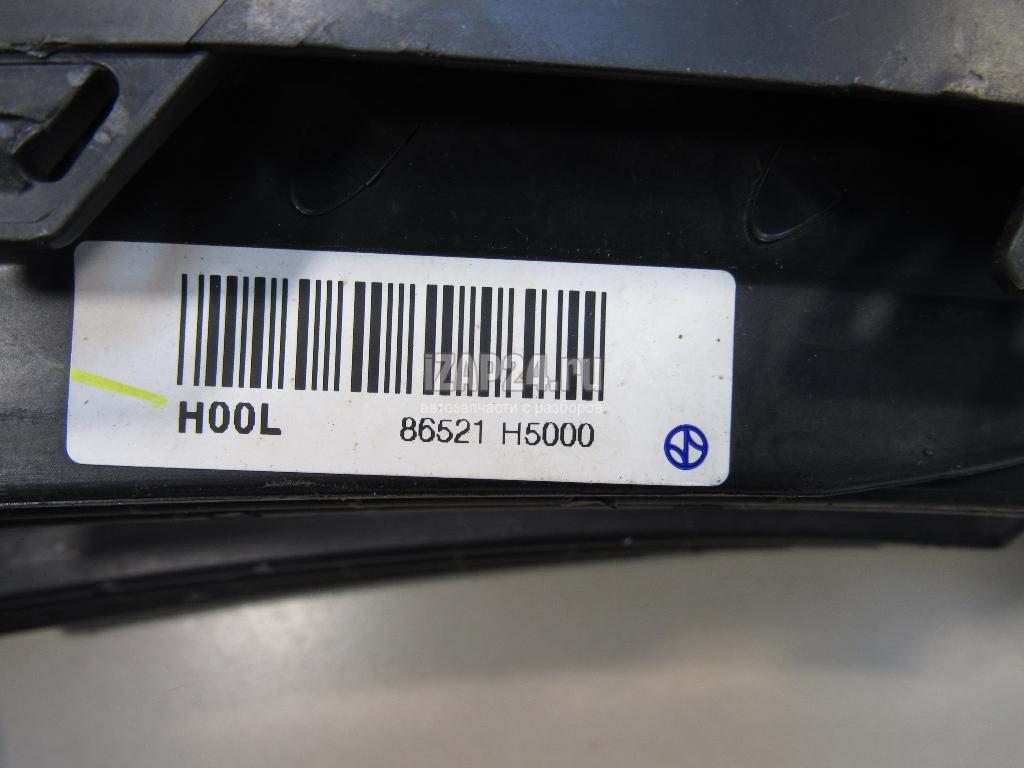 iZAP24.ru
автозапчасти с разборов
H00L
86521 H5000